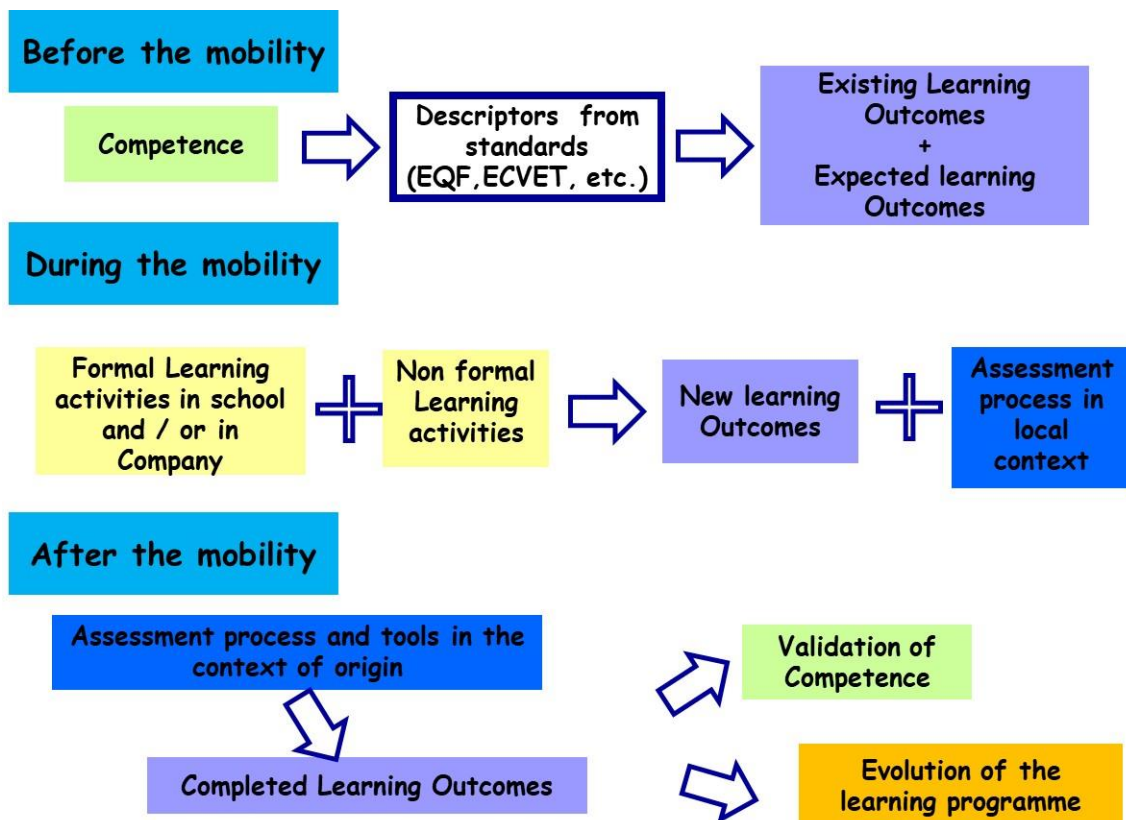 Before the mobility
Competence
Descriptors from
standards
(EQF,ECVET, etc.)
Existing Learning
Outcomes
+
Expected learning
Outcomes
During the mobility
Formal Learning
activities in school
and / or in
Company
Non formal
Learning
activities
New learning
Outcomes
Assessment
process in
local
context
After the mobility
Assessment process and tools in the
context of origin
Completed Learning Outcomes
Validation of
Competence
Evolution of the
learning programme